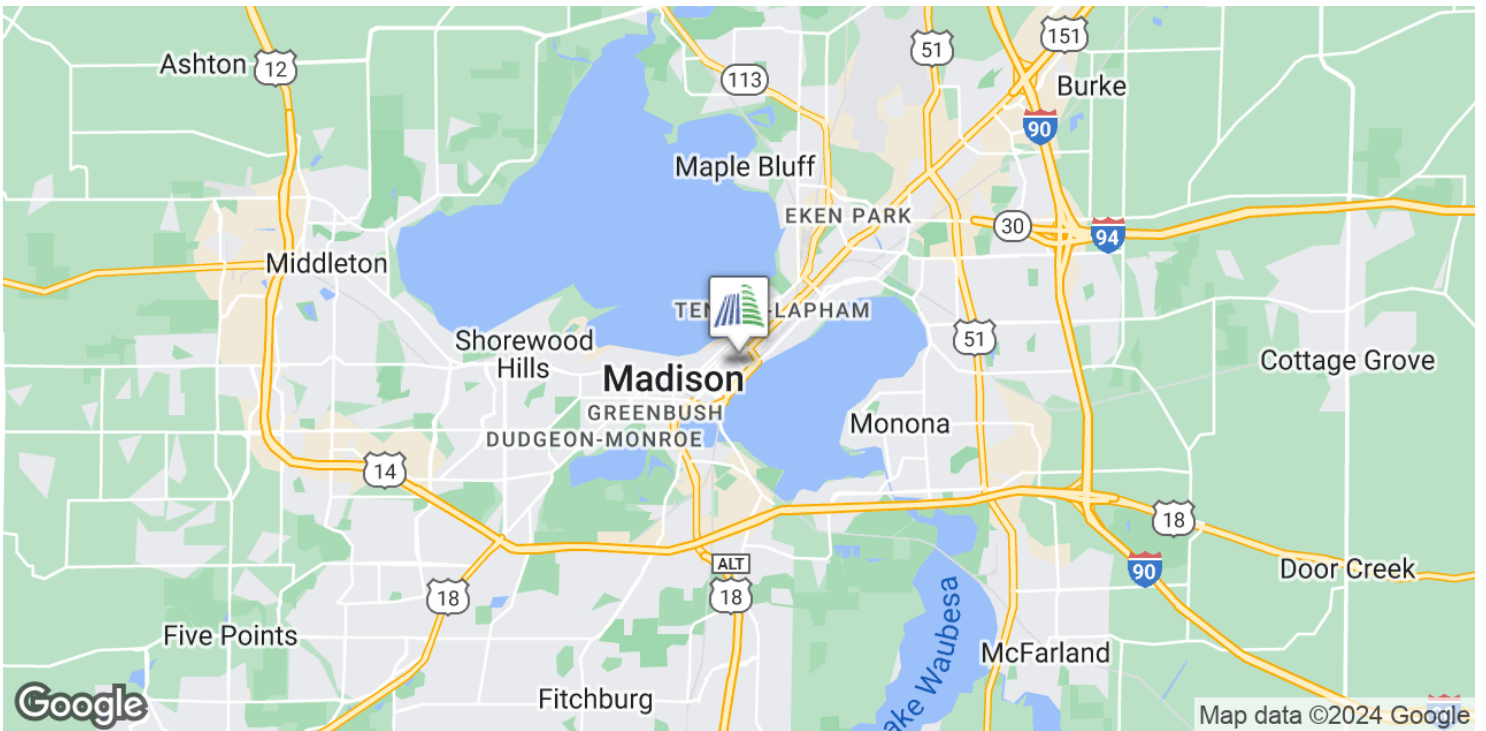 Ashton
12
113
51
151
Burke
90
Maple Bluff
EKEN PARK
30
94
Middleton
TEN
-LAPHAM
Shorewood
Hills
51
Cottage Grove
Madison
GREENBUSH
DUDGEON-MONROE
Monona
14
18
ALT
18
90
Door Creek
18
Five Points
McFarland
ake Waubesa
Fitchburg
Google
Map data ©2024 Google